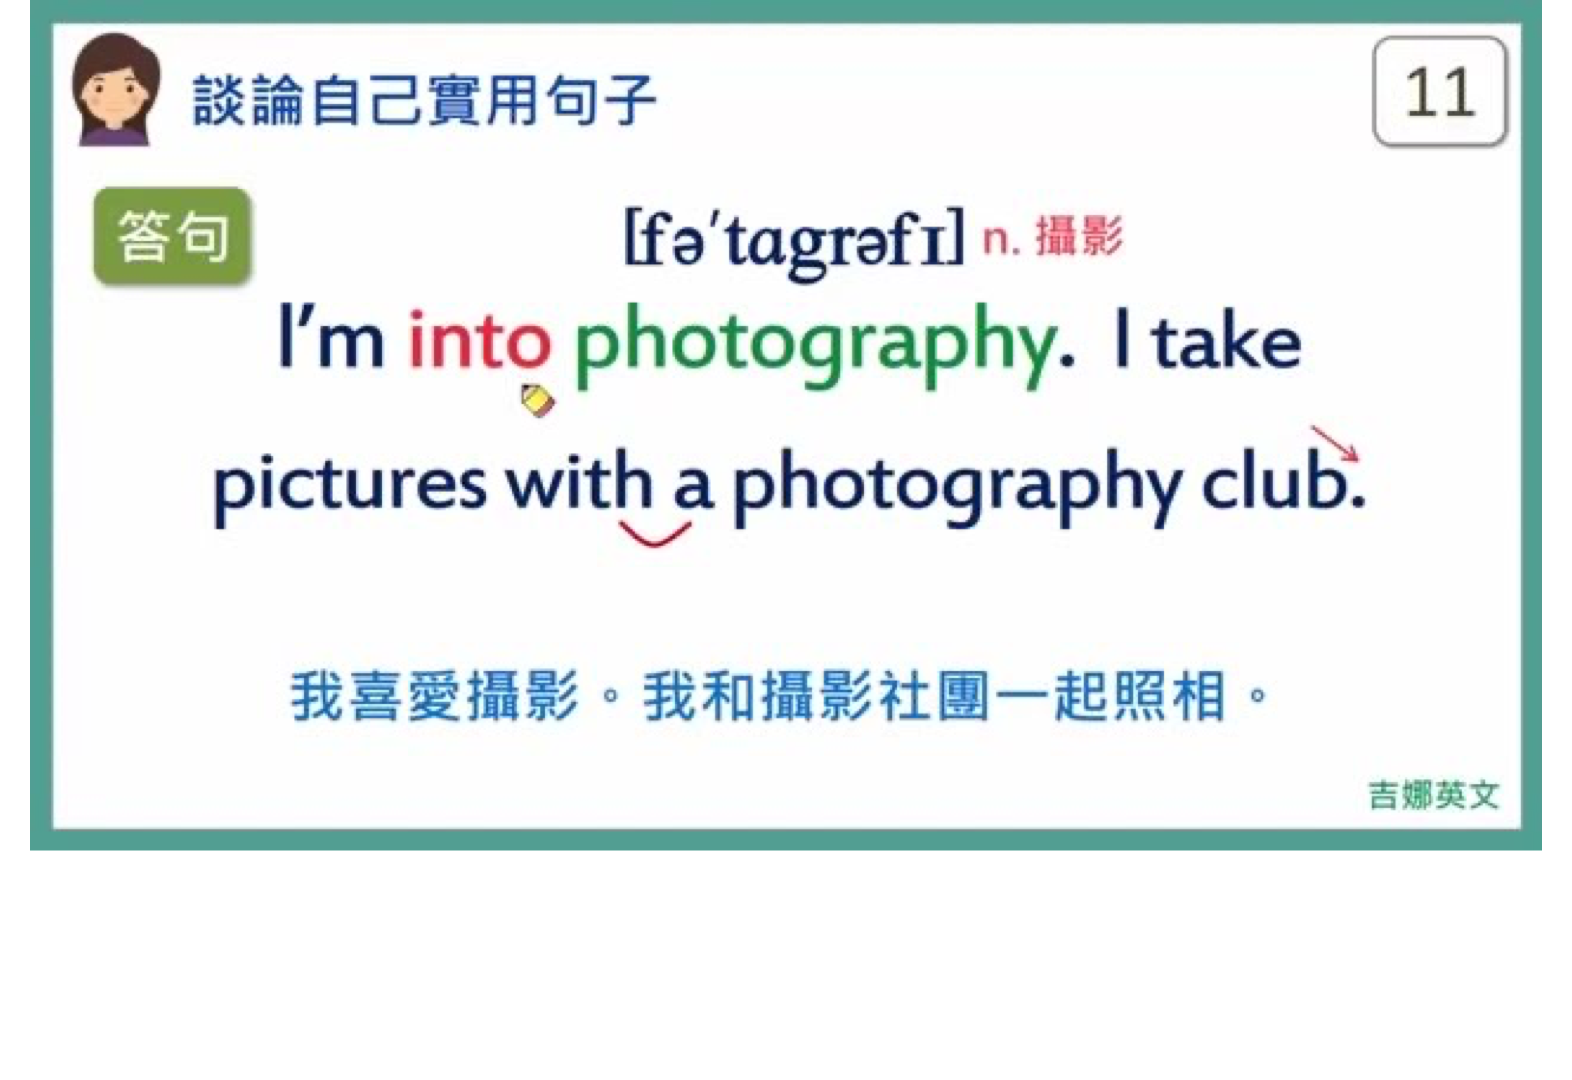 談論自己實用句子
11
答句
[fəˈtɑgrəfɪ] n. 攝影
I’m into photography. I take
pictures with a photography club.
我喜愛攝影。我和攝影社團一起照相。
吉娜英文